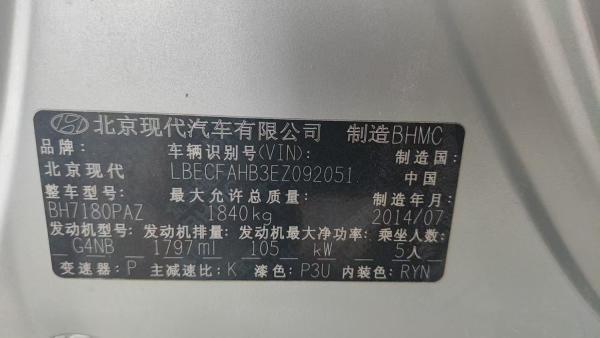 北京现代汽车有限公司 制造 BHMC
品牌: 车辆识别号(VIN): 制造国:
北京现代 LBECFAHB3EZ092051 中国
整车型号: 最大允许总质量: 制造年月:
BH7180PAZ 1840kg 2014/07
发动机型号: 发动机排量: 发动机最大净功率: 乘坐人数:
G4NB 1797ml 105 kW 5人
变速器: P 主减速比: K 漆色: P3U 内装色: RYN